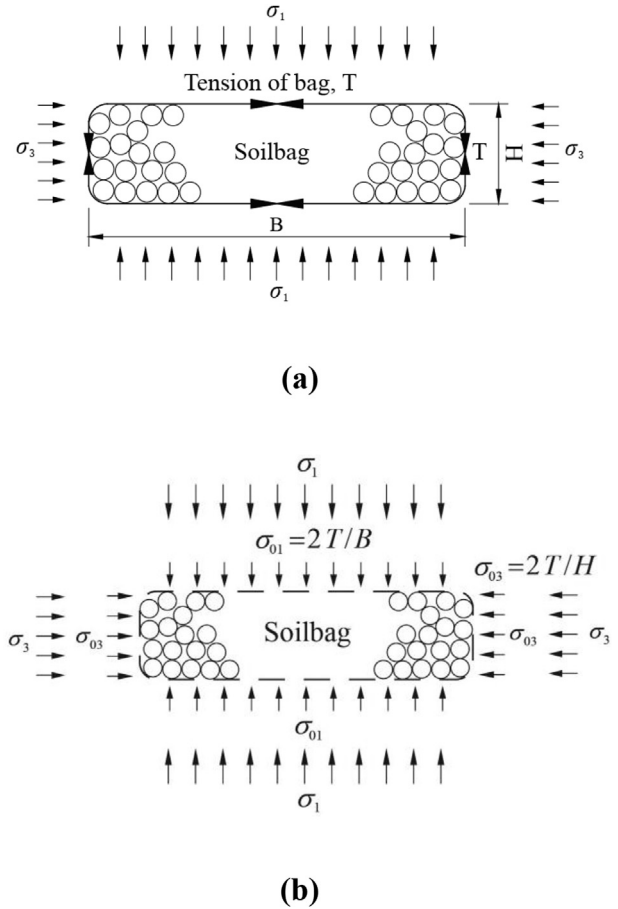 σ₁
Tension of bag, T
σ₃ Soilbag T H σ₃
B
σ₁
(a)
σ₁
σ₀₁=2T/B
σ₀₃=2T/H
σ₃ σ₀₃ Soilbag σ₀₃ σ₃
σ₀₁
σ₁
(b)